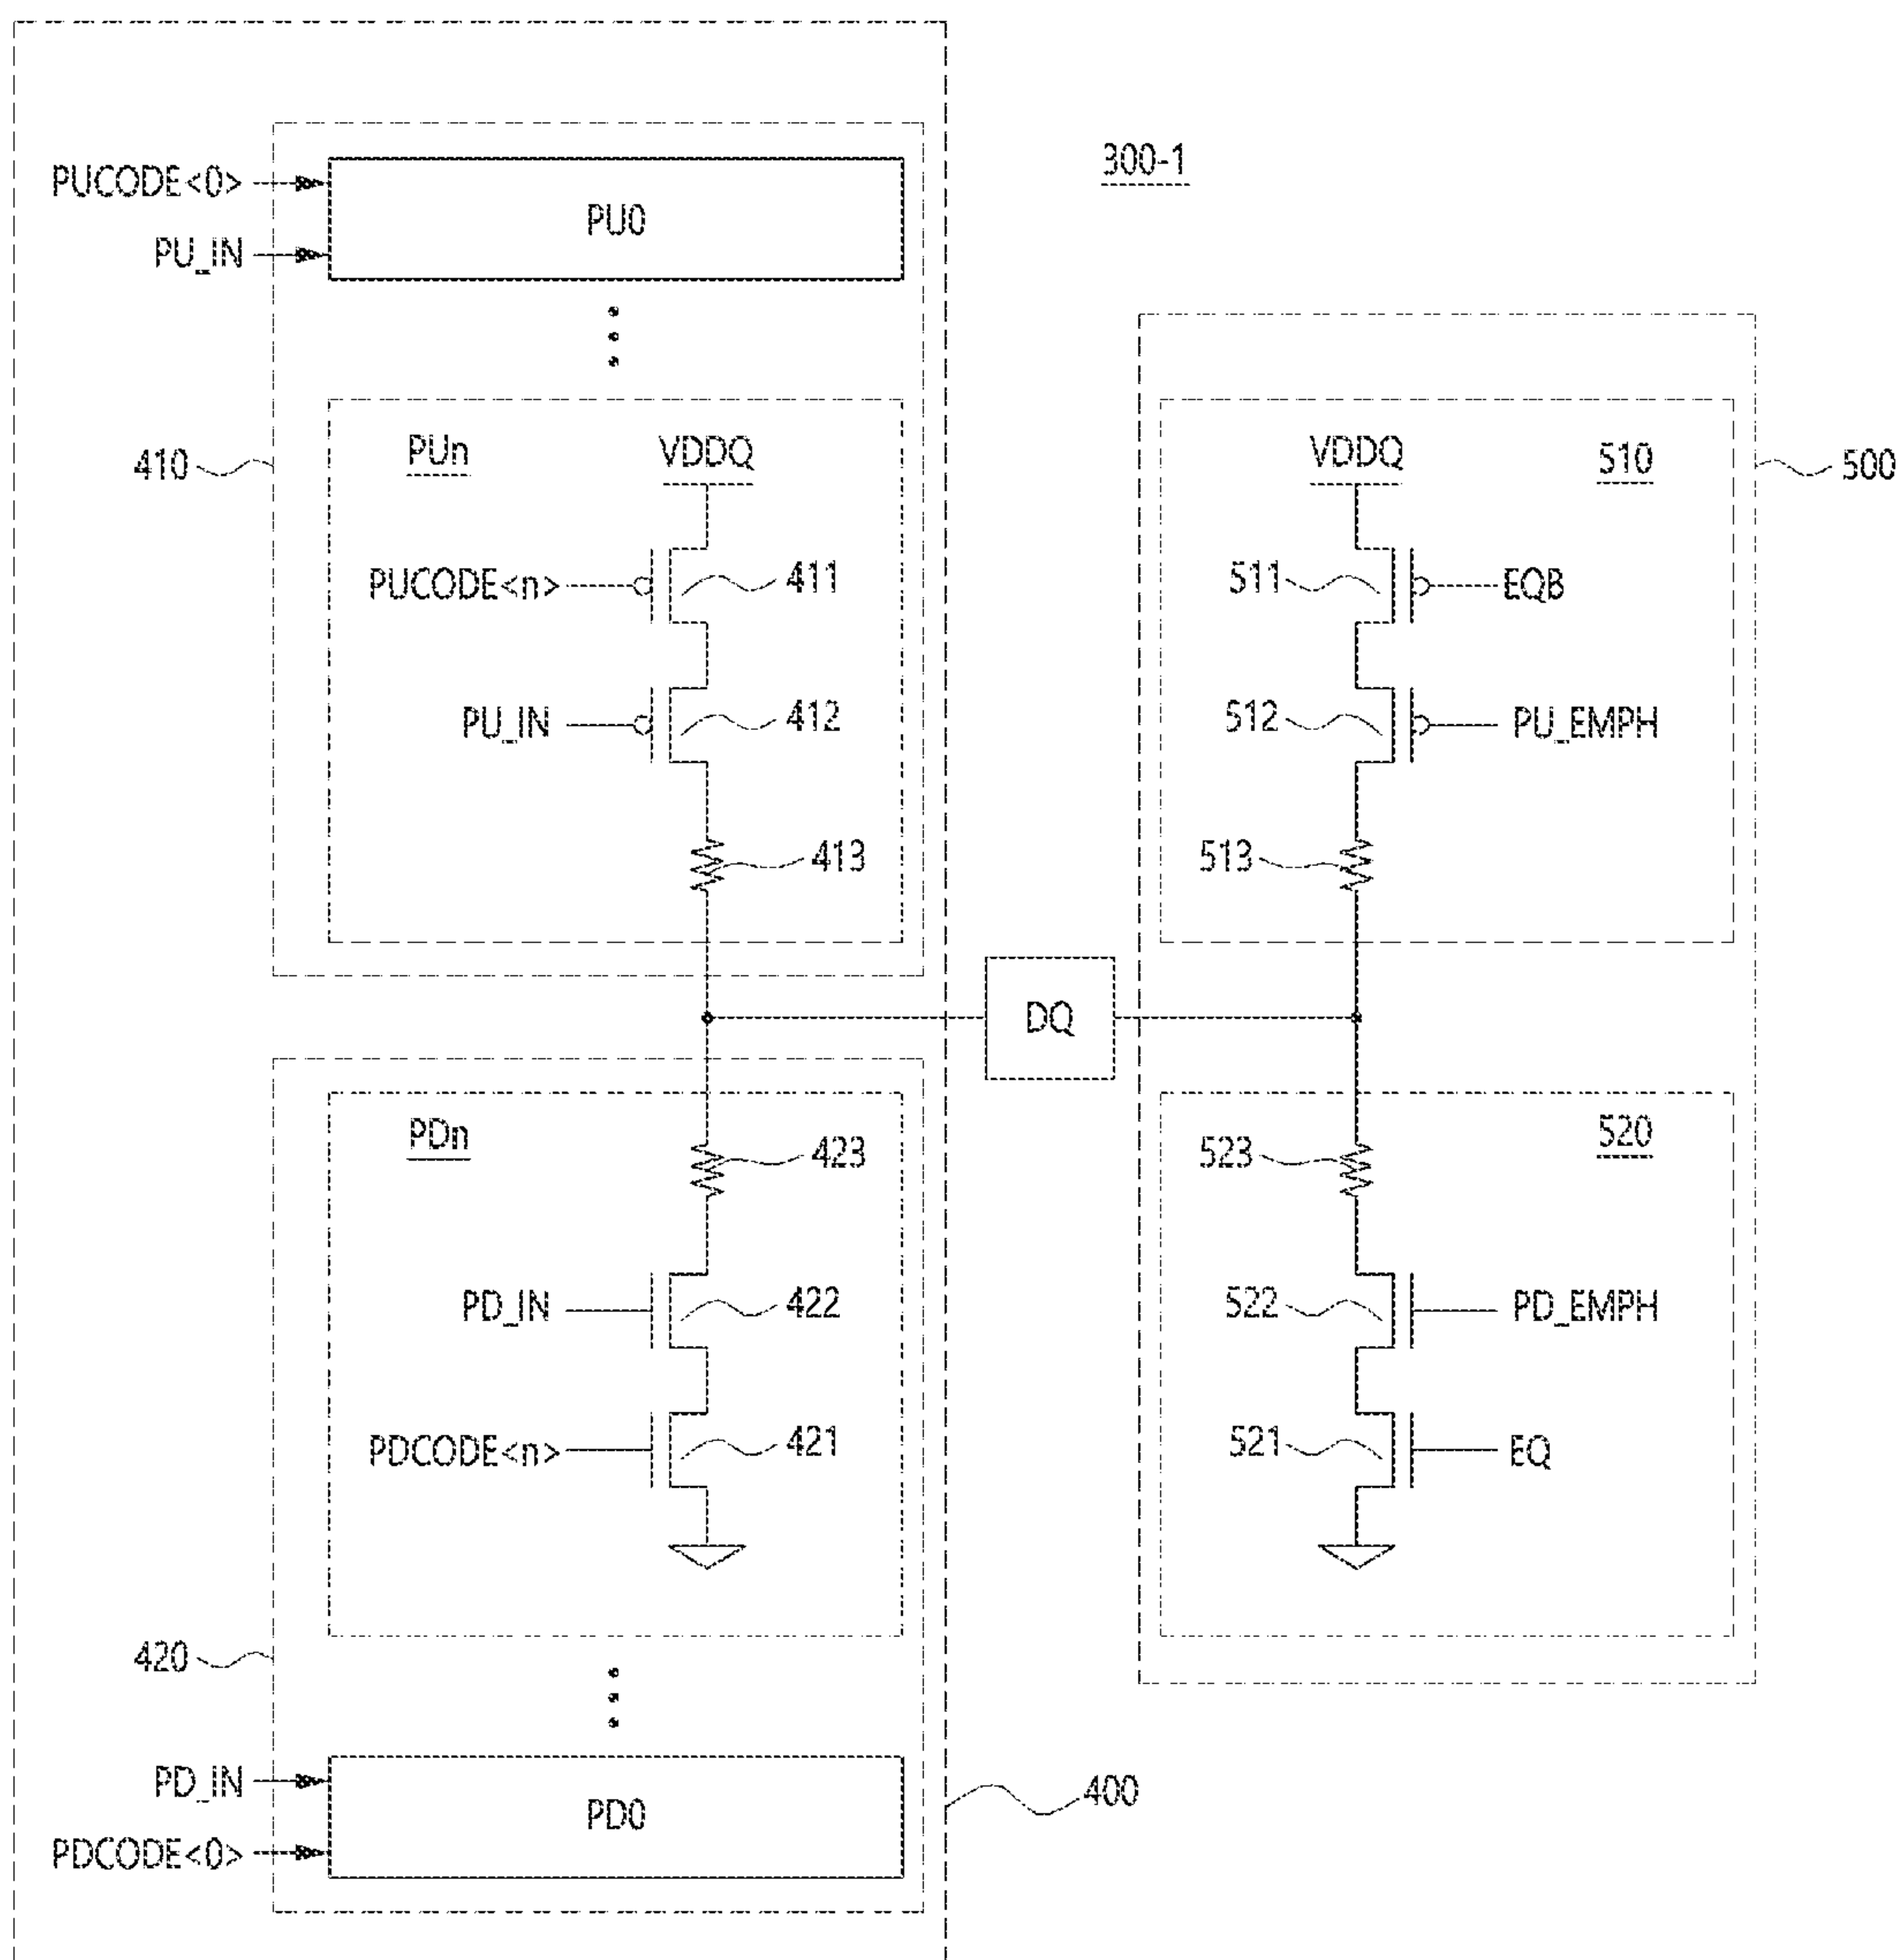 300-1
PUCODE<0>
PU_IN
PU0
410
PUn
VDDQ
PUCODE<n>
411
PU_IN
412
413
VDDQ
510
500
511
EQB
512
PU_EMPH
513
DQ
PDn
423
PD_IN
422
PDCODE<n>
421
420
PD_IN
PDCODE<0>
PD0
400
520
523
522
PD_EMPH
521
EQ